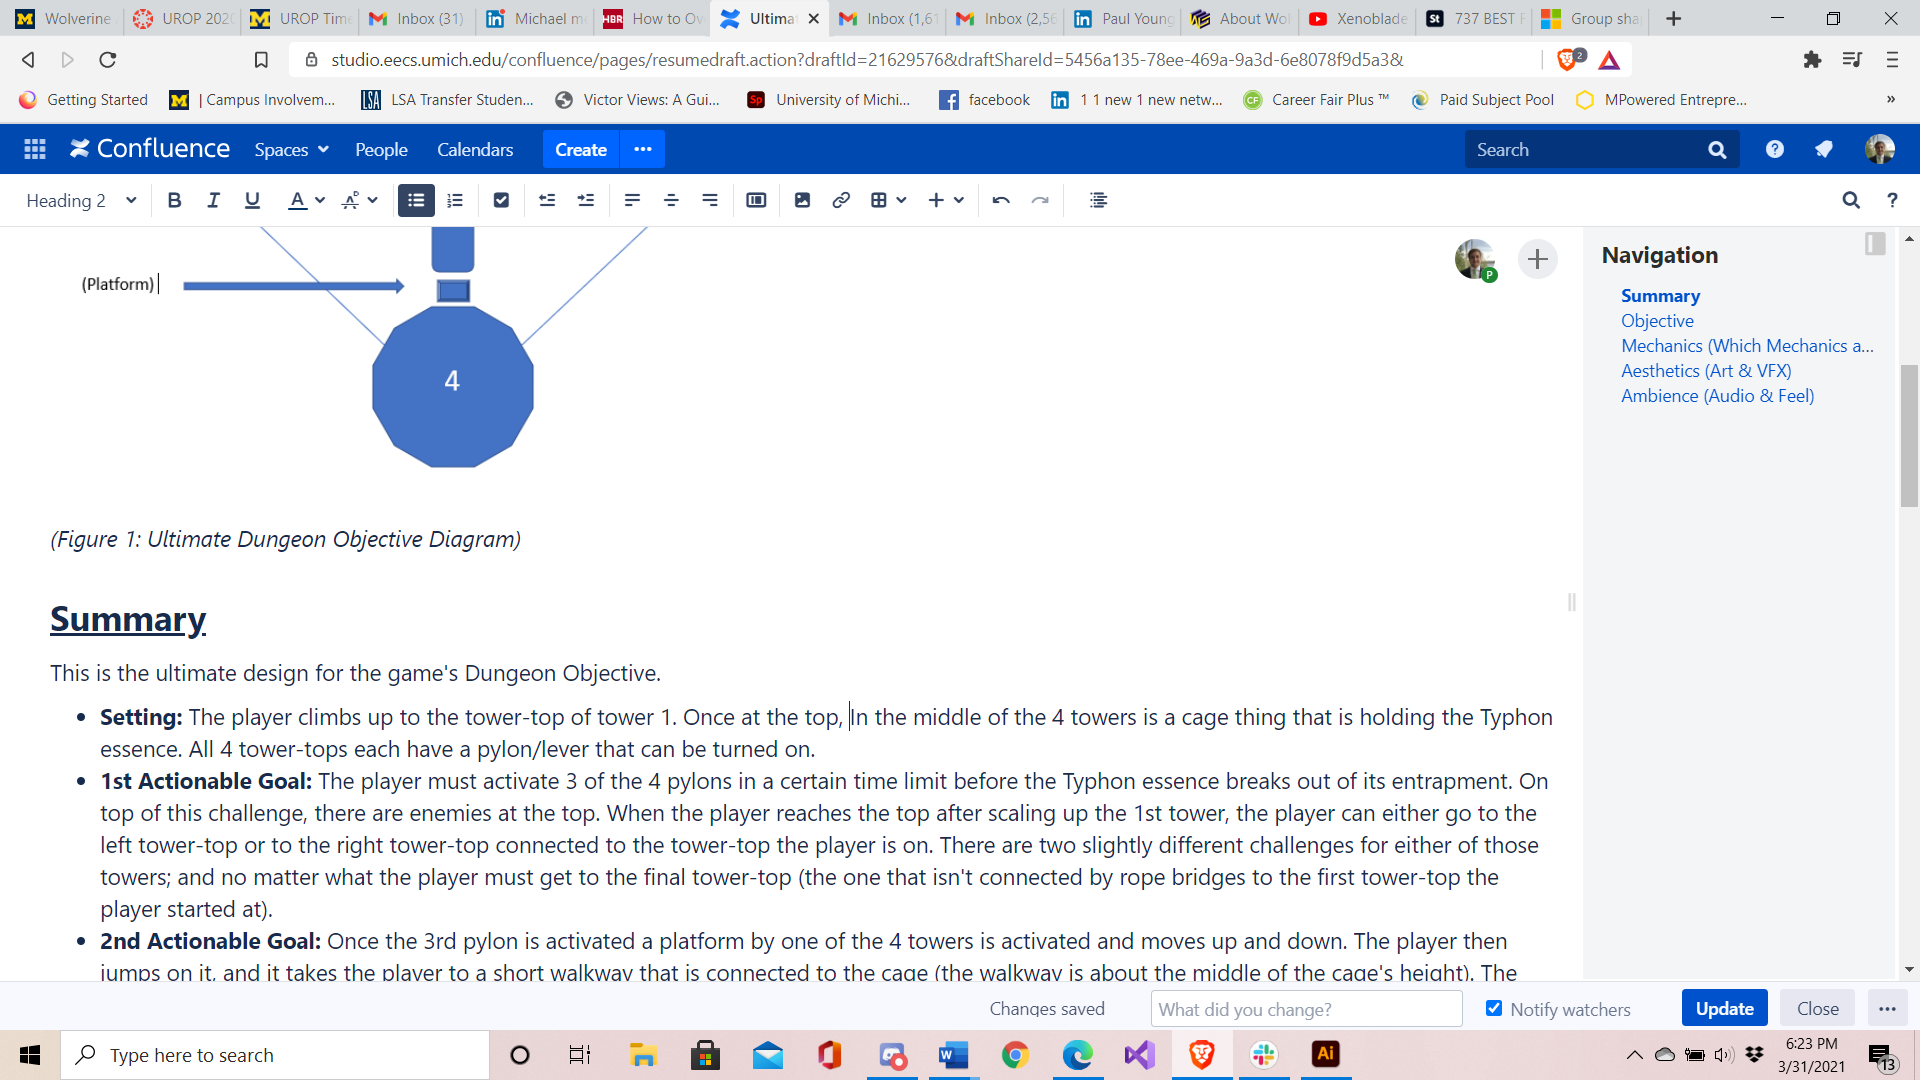 Wolverine
UROP 202
UROP Time
Inbox (31)
Michael m
How to Ov
Ultima
Inbox (1,61
Inbox (2,56
Paul Young
About Wol
Xenoblade
737 BEST F
Group sha
studio.eecs.umich.edu/confluence/pages/resumedraft.action?draftId=21629576&draftShareId=5456a135-78ee-469a-9a3d-6e8078f9d5a3&
2
Getting Started
| Campus Involvem...
LSA Transfer Studen...
Victor Views: A Gui...
University of Michi...
facebook
1 1 new 1 new netw...
Career Fair Plus ™
Paid Subject Pool
MPowered Entrepre...
»
Confluence
Spaces
People
Calendars
Create
Search
Heading 2
B I U A
(Platform)
4
P
(Figure 1: Ultimate Dungeon Objective Diagram)
Summary
This is the ultimate design for the game's Dungeon Objective.
Setting: The player climbs up to the tower-top of tower 1. Once at the top, In the middle of the 4 towers is a cage thing that is holding the Typhon
essence. All 4 tower-tops each have a pylon/lever that can be turned on.
1st Actionable Goal: The player must activate 3 of the 4 pylons in a certain time limit before the Typhon essence breaks out of its entrapment. On
top of this challenge, there are enemies at the top. When the player reaches the top after scaling up the 1st tower, the player can either go to the
left tower-top or to the right tower-top connected to the tower-top the player is on. There are two slightly different challenges for either of those
towers; and no matter what the player must get to the final tower-top (the one that isn't connected by rope bridges to the first tower-top the
player started at).
2nd Actionable Goal: Once the 3rd pylon is activated a platform by one of the 4 towers is activated and moves up and down. The player then
jumps on it, and it takes the player to a short walkway that is connected to the cage (the walkway is about the middle of the cage's height). The
Navigation
Summary
Objective
Mechanics (Which Mechanics a...
Aesthetics (Art & VFX)
Ambience (Audio & Feel)
Changes saved
What did you change?
Notify watchers
Update
Close
Type here to search
6:23 PM
3/31/2021
13